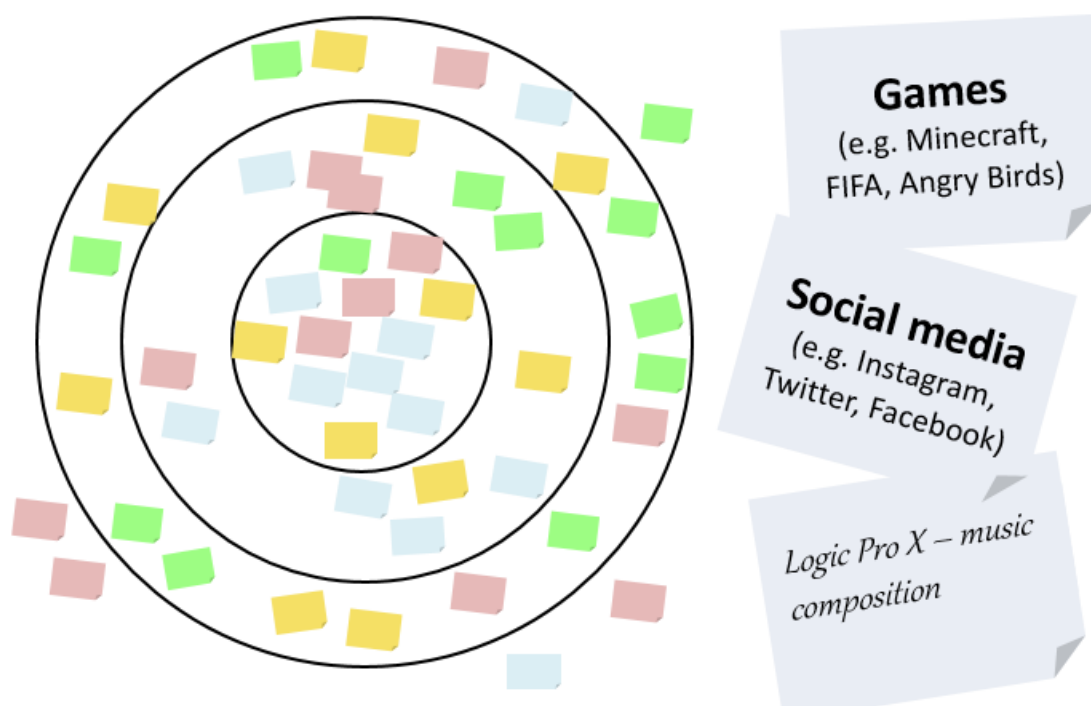 Games
(e.g. Minecraft,
FIFA, Angry Birds)
Social media
(e.g. Instagram,
Twitter, Facebook)
Logic Pro X – music
composition